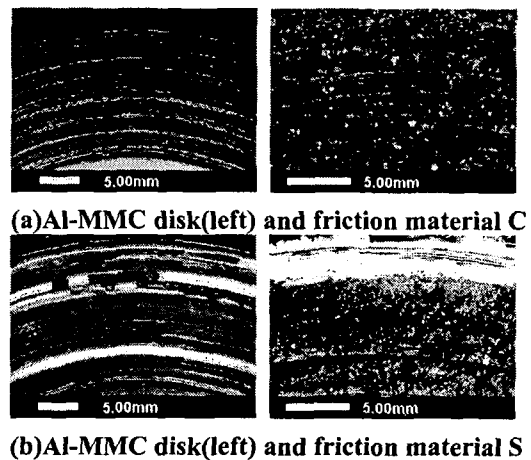 5.00mm 5.00mm
(a)Al-MMC disk(left) and friction material C
5.00mm 5.00mm
(b)Al-MMC disk(left) and friction material S